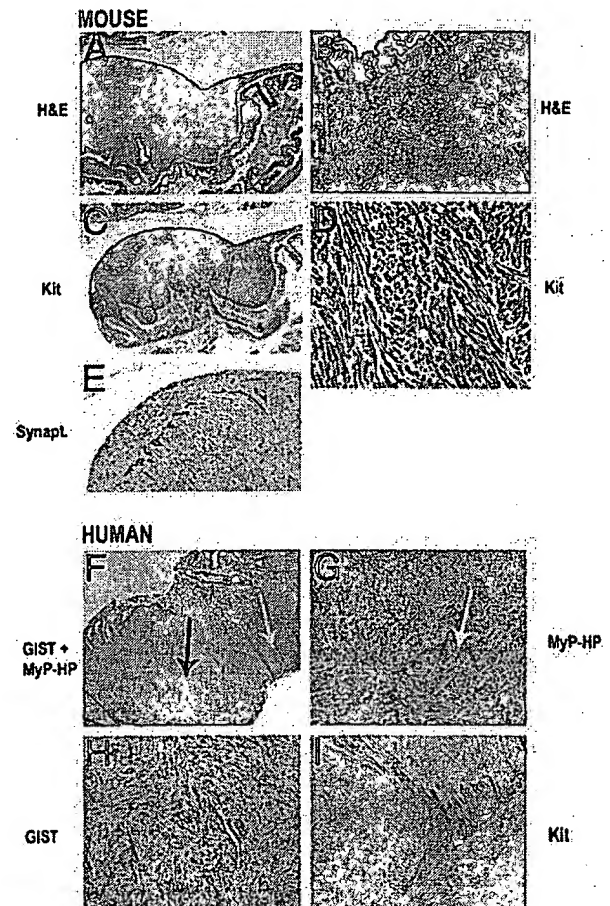 MOUSE
A
H&E
H&E
C
Kit
D
Kit
E
Synapt.
HUMAN
F
GIST +
MyP-HP
G
MyP-HP
H
GIST
I
Kit